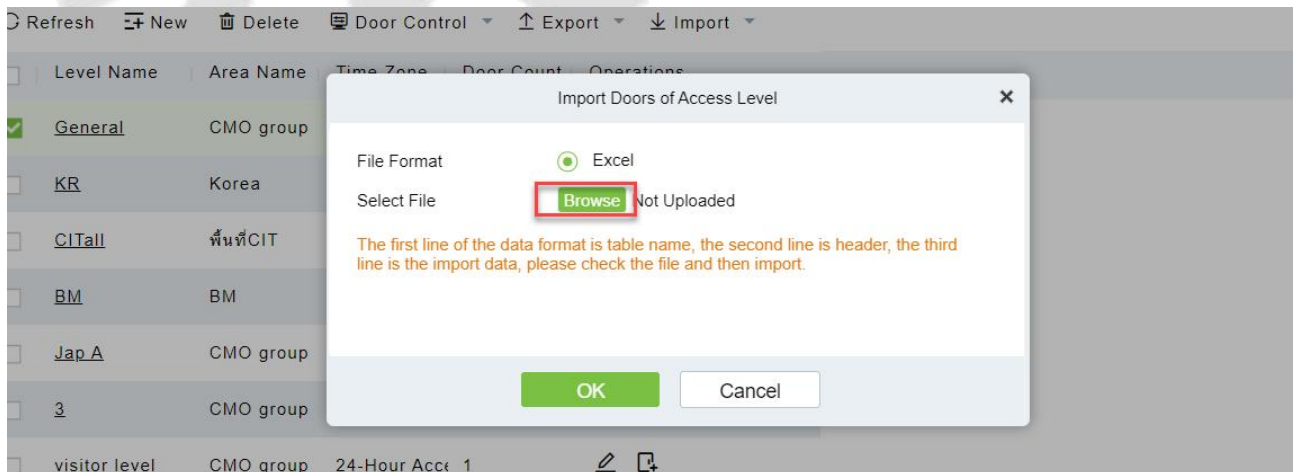 Refresh New Delete Door Control Export Import
Level Name Area Name Time Zone Door Count Operations
Import Doors of Access Level
General CMO group
File Format Excel
KR Korea
Select File Browse Not Uploaded
CITall พื้นที่CIT
The first line of the data format is table name, the second line is header, the third
line is the import data, please check the file and then import.
BM BM
Jap A CMO group
OK Cancel
3 CMO group
visitor level CMO group 24-Hour Acce 1